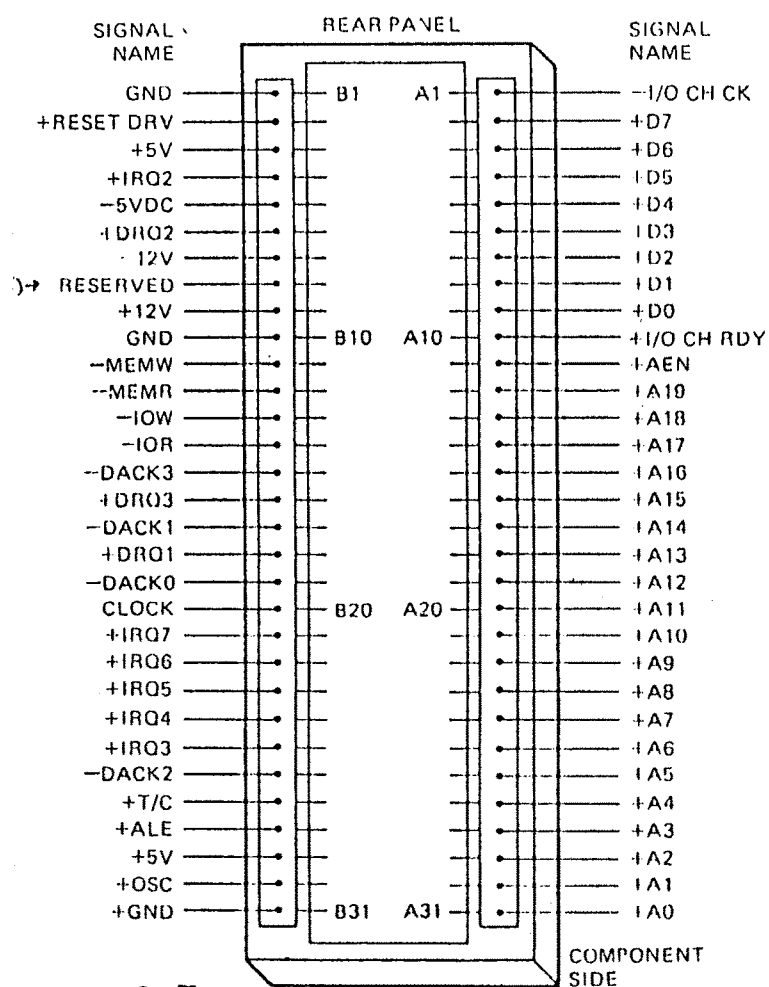 REAR PANEL
SIGNAL NAME
SIGNAL NAME
GND B1 A1 -I/O CH CK
+RESET DRV +D7
+5V +D6
+IRQ2 +D5
-5VDC +D4
+DRQ2 +D3
12V +D2
RESERVED +D1
+12V +D0
GND B10 A10 +I/O CH RDY
-MEMW +AEN
-MEMR +A19
-IOW +A18
-IOR +A17
-DACK3 +A16
+DRQ3 +A15
-DACK1 +A14
+DRQ1 +A13
-DACK0 +A12
CLOCK B20 A20 +A11
+IRQ7 +A10
+IRQ6 +A9
+IRQ5 +A8
+IRQ4 +A7
+IRQ3 +A6
-DACK2 +A5
+T/C +A4
+ALE +A3
+5V +A2
+OSC +A1
+GND B31 A31 +A0
COMPONENT
SIDE